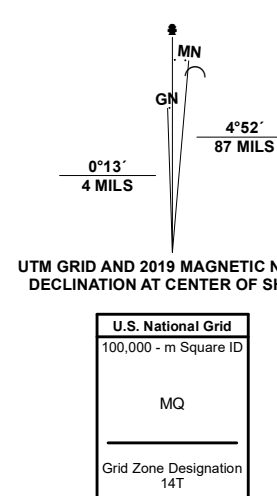 MN
GN
4°52´
87 MILS
0°13´
4 MILS
UTM GRID AND 2019 MAGNETIC N
DECLINATION AT CENTER OF SH
U.S. National Grid
100,000 - m Square ID
MQ
Grid Zone Designation
14T